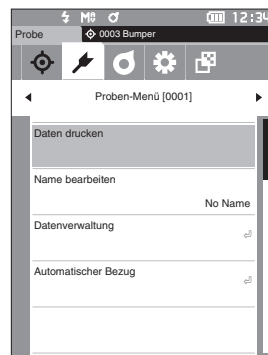 12:34
Probe 0003 Bumper
Proben-Menü [0001]
Daten drucken
Name bearbeiten
No Name
Datenverwaltung
Automatischer Bezug